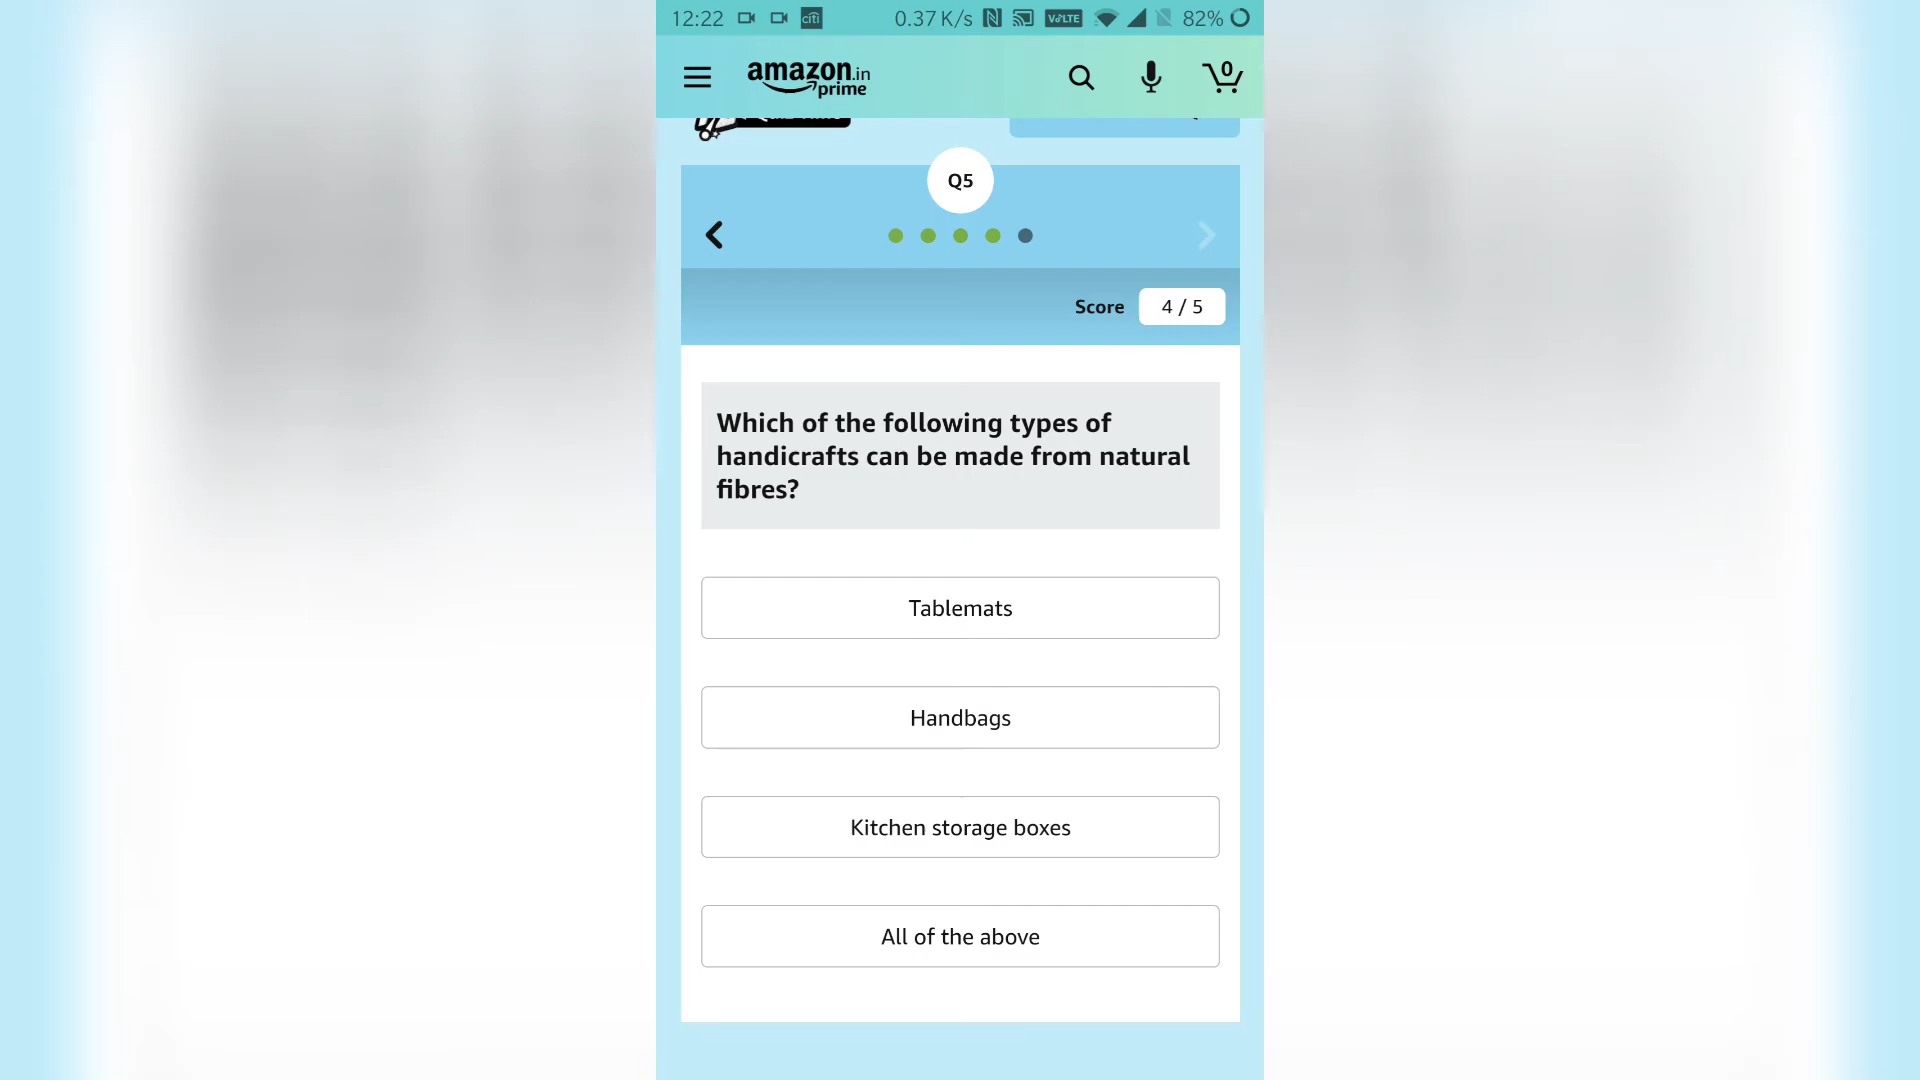 12:22 citi 0.37 K/s VoLTE 82%
amazon.in
prime
0
Q5
Score 4 / 5
Which of the following types of
handicrafts can be made from natural
fibres?
Tablemats
Handbags
Kitchen storage boxes
All of the above